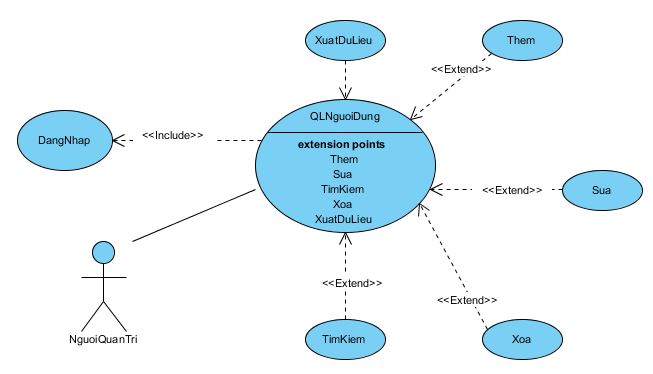 XuatDuLieu
Them
<<Extend>>
QLNguoiDung
<<Include>>
DangNhap
extension points
Them
Sua
TimKiem
Xoa
XuatDuLieu
<<Extend>>
Sua
<<Extend>>
<<Extend>>
NguoiQuanTri
TimKiem
Xoa